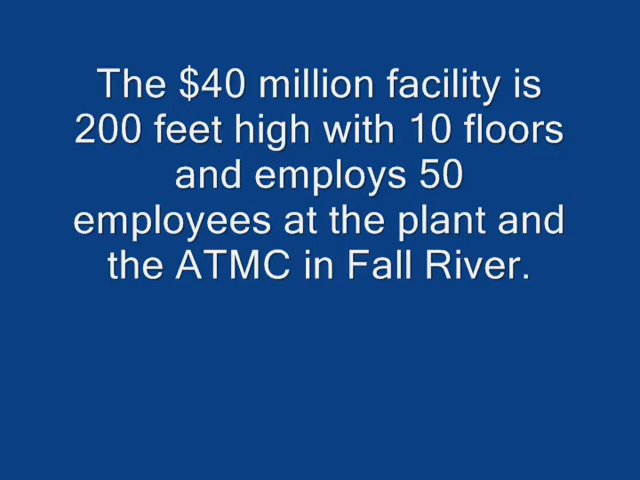 The $40 million facility is
200 feet high with 10 floors
and employs 50
employees at the plant and
the ATMC in Fall River.